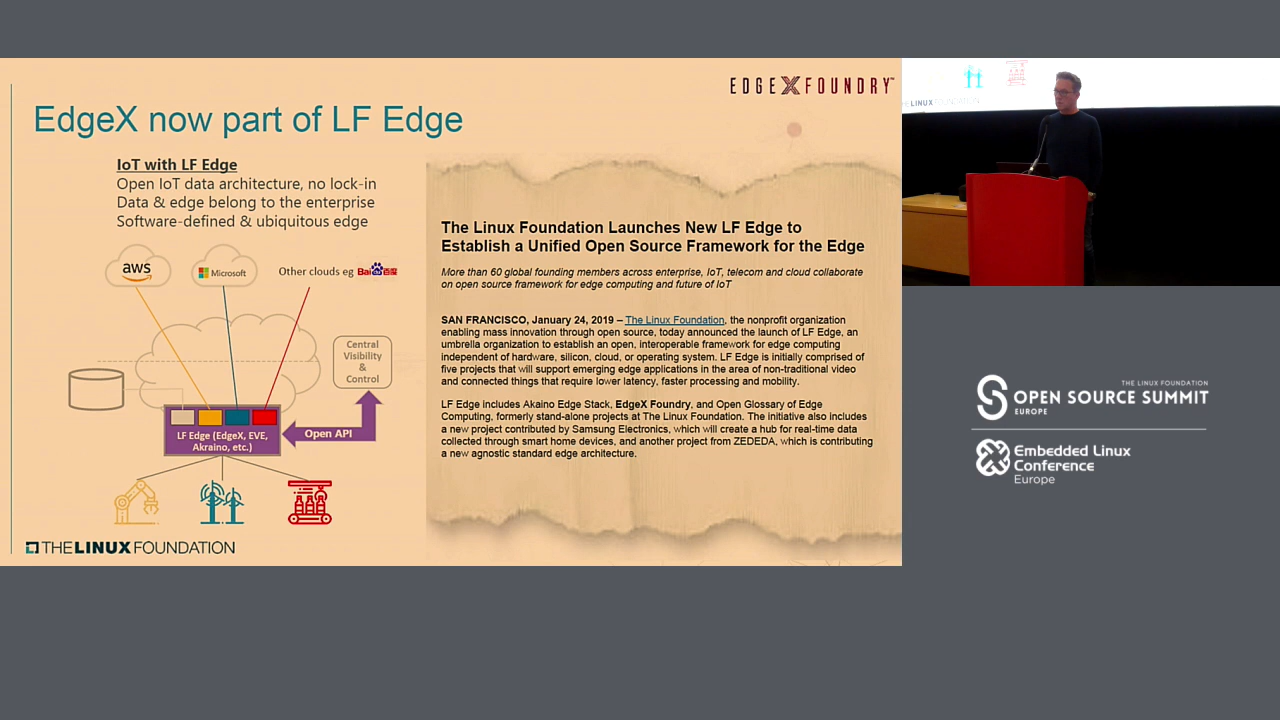 EDGE X FOUNDRY™
EdgeX now part of LF Edge
IoT with LF Edge
Open IoT data architecture, no lock-in
Data & edge belong to the enterprise
Software-defined & ubiquitous edge
aws
Microsoft
Other clouds eg Bai百度
Central
Visibility
&
Control
LF Edge (EdgeX, EVE,
Akraino, etc.)
Open API
THE LINUX FOUNDATION
The Linux Foundation Launches New LF Edge to
Establish a Unified Open Source Framework for the Edge
More than 60 global founding members across enterprise, IoT, telecom and cloud collaborate
on open source framework for edge computing and future of IoT
SAN FRANCISCO, January 24, 2019 – The Linux Foundation, the nonprofit organization
enabling mass innovation through open source, today announced the launch of LF Edge, an
umbrella organization to establish an open, interoperable framework for edge computing
independent of hardware, silicon, cloud, or operating system. LF Edge is initially comprised of
five projects that will support emerging edge applications in the area of non-traditional video
and connected things that require lower latency, faster processing and mobility.
LF Edge includes Akaino Edge Stack, EdgeX Foundry, and Open Glossary of Edge
Computing, formerly stand-alone projects at The Linux Foundation. The initiative also includes
a new project contributed by Samsung Electronics, which will create a hub for real-time data
collected through smart home devices, and another project from ZEDEDA, which is contributing
a new agnostic standard edge architecture.
LINUX FOUNDATION
THE LINUX FOUNDATION
OPEN SOURCE SUMMIT
EUROPE
Embedded Linux
Conference
Europe